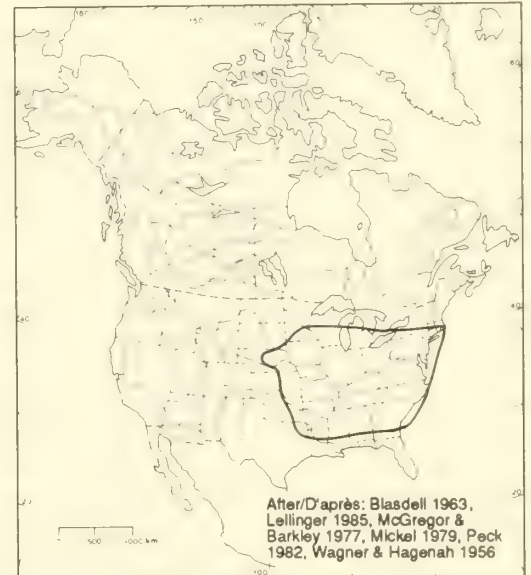 After/D'après: Blasdell 1963,
Lellinger 1985, McGregor &
Barkley 1977, Mickel 1979, Peck
1982, Wagner & Hagenah 1956
500
1000 km
100